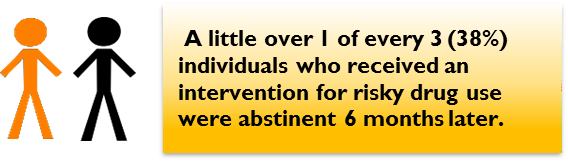 A little over 1 of every 3 (38%)
individuals who received an
intervention for risky drug use
were abstinent 6 months later.